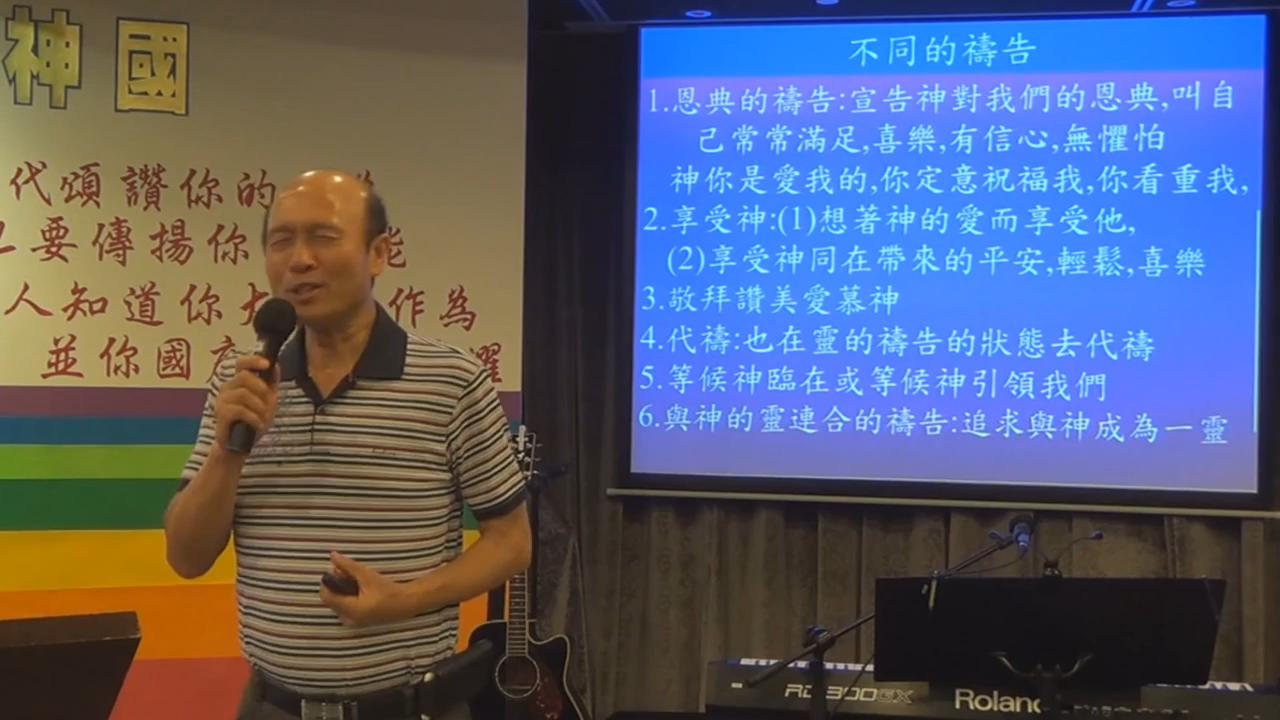 神國
代頌讚你的
要傳揚你 能
人知道你大 作為
並你國 耀
不同的禱告
1.恩典的禱告:宣告神對我們的恩典,叫自
己常常滿足,喜樂,有信心,無懼怕
神你是愛我的,你定意祝福我,你看重我,
2.享受神:(1)想著神的愛而享受他,
(2)享受神同在帶來的平安,輕鬆,喜樂
3.敬拜讚美愛慕神
4.代禱:也在靈的禱告的狀態去代禱
5.等候神臨在或等候神引領我們
6.與神的靈連合的禱告:追求與神成為一靈
RD-300GX
Roland